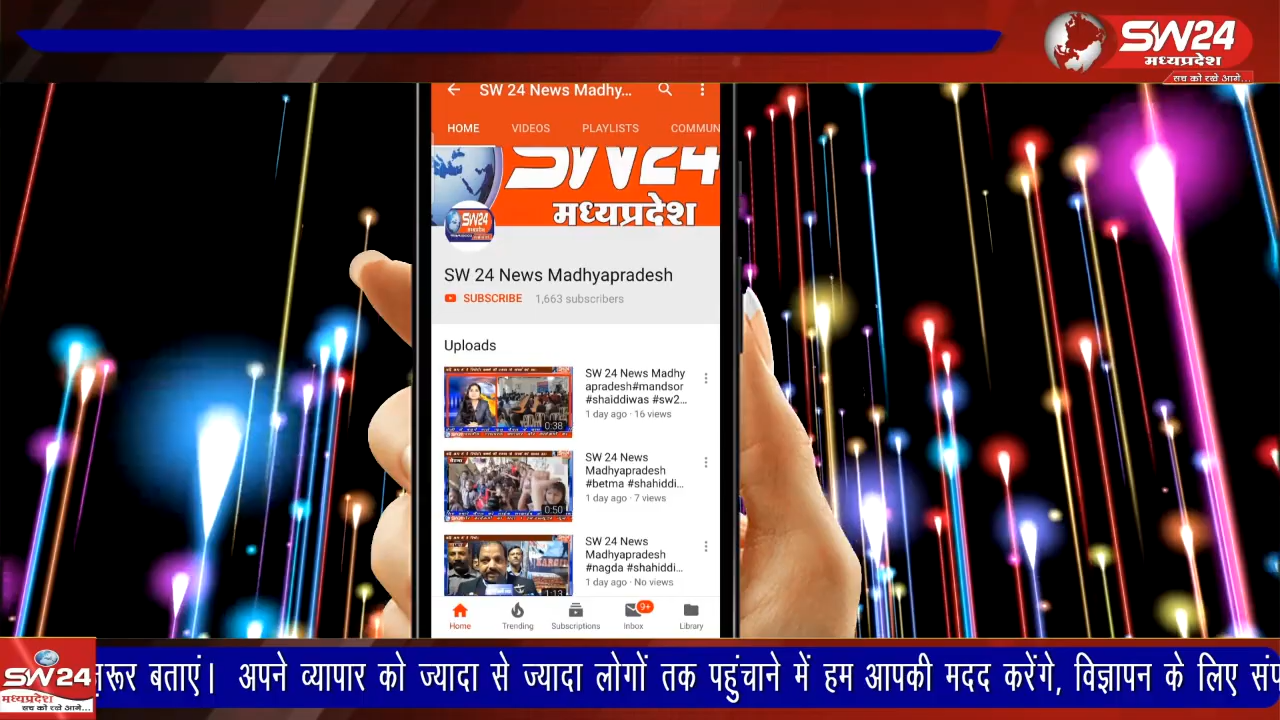 SW24
मध्यप्रदेश
सच को रखे आगे...
SW 24 News Madhy...
HOME VIDEOS PLAYLISTS COMMUN
SW24
मध्यप्रदेश
SW24
SW 24 News Madhyapradesh
SUBSCRIBE 1,663 subscribers
Uploads
SW 24 News Madhy
apradesh#mandsor
#shaiddiwas #sw2...
1 day ago · 16 views
0:38
SW 24 News
Madhyapradesh
#betma #shahiddi...
1 day ago · 7 views
0:50
SW 24 News
Madhyapradesh
#nagda #shahiddi...
1 day ago · No views
1:13
9+
Home Trending Subscriptions Inbox Library
SW24
मध्यप्रदेश
सच को रखे आगे...
ज़रूर बताएं। अपने व्यापार को ज्यादा से ज्यादा लोगों तक पहुंचाने में हम आपकी मदद करेंगे, विज्ञापन के लिए संप